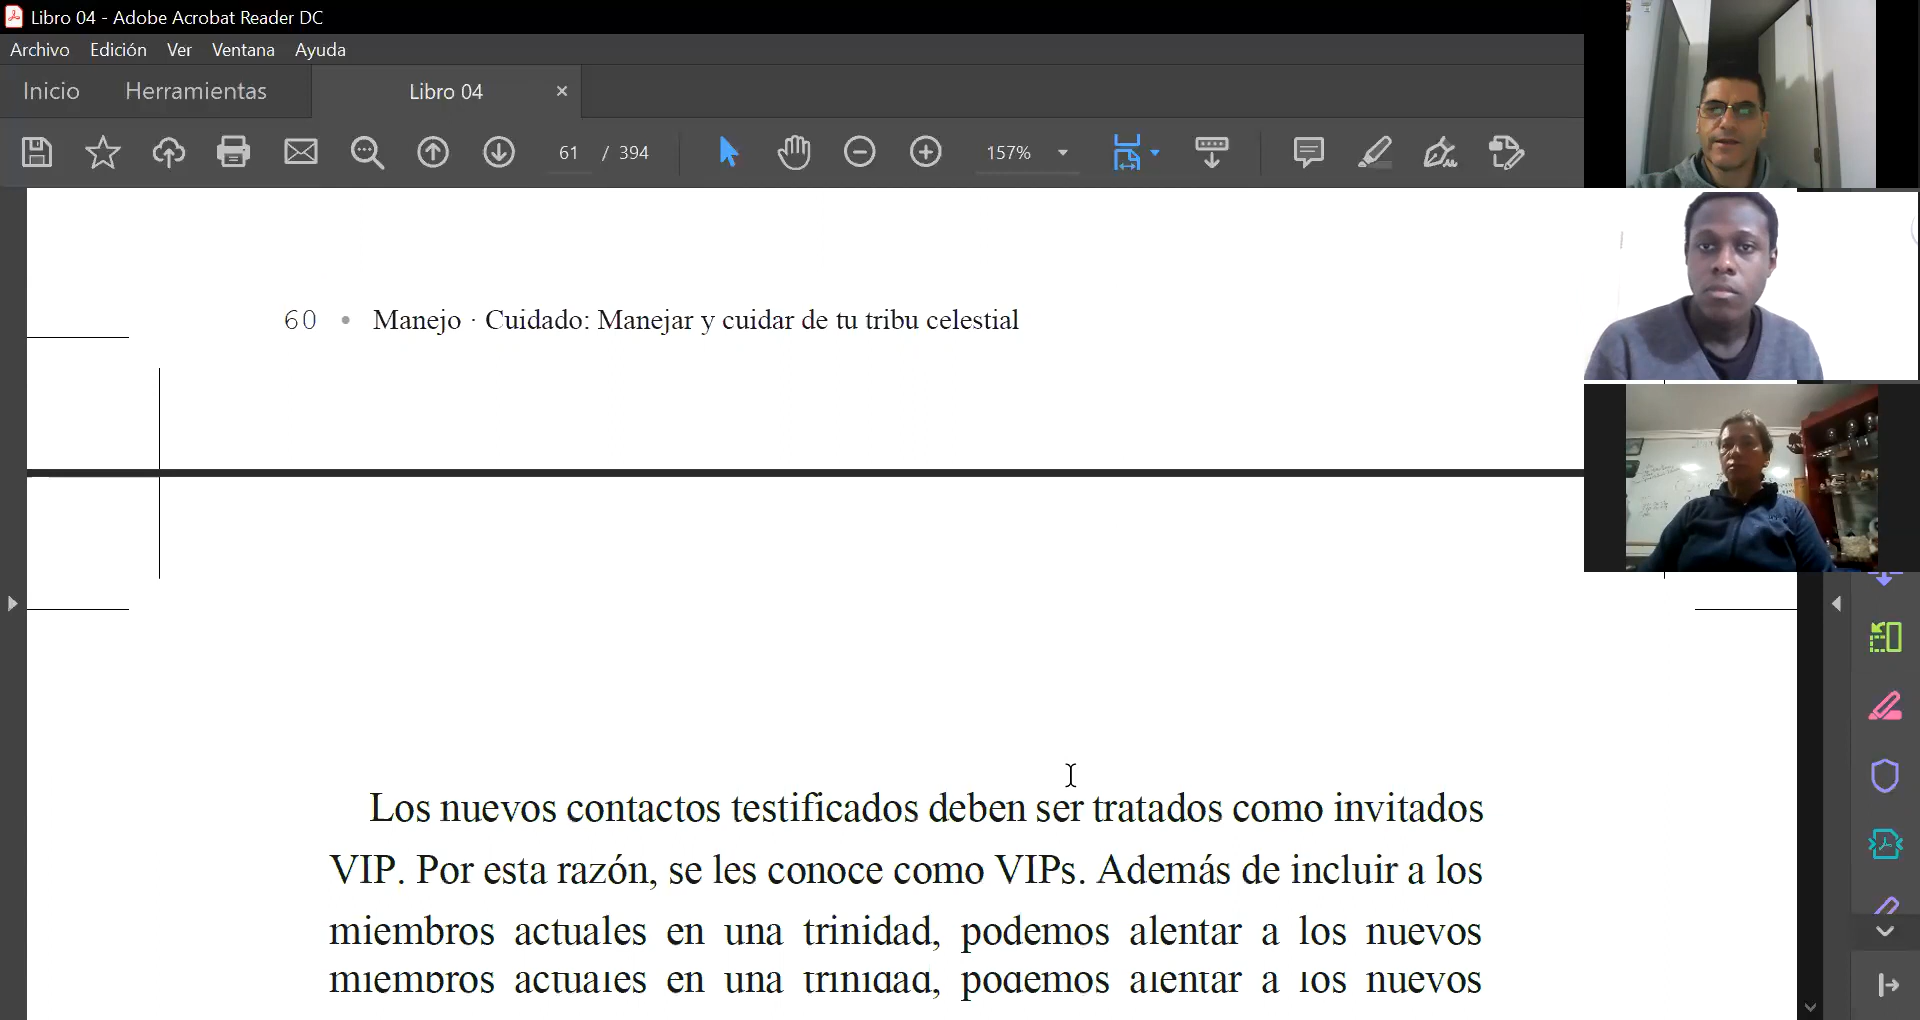 Libro 04 - Adobe Acrobat Reader DC
Archivo Edición Ver Ventana Ayuda
Inicio Herramientas Libro 04
61 / 394 157%
60 • Manejo · Cuidado: Manejar y cuidar de tu tribu celestial
Los nuevos contactos testificados deben ser tratados como invitados
VIP. Por esta razón, se les conoce como VIPs. Además de incluir a los
miembros actuales en una trinidad, podemos alentar a los nuevos
miembros actuales en una trinidad, podemos alentar a los nuevos